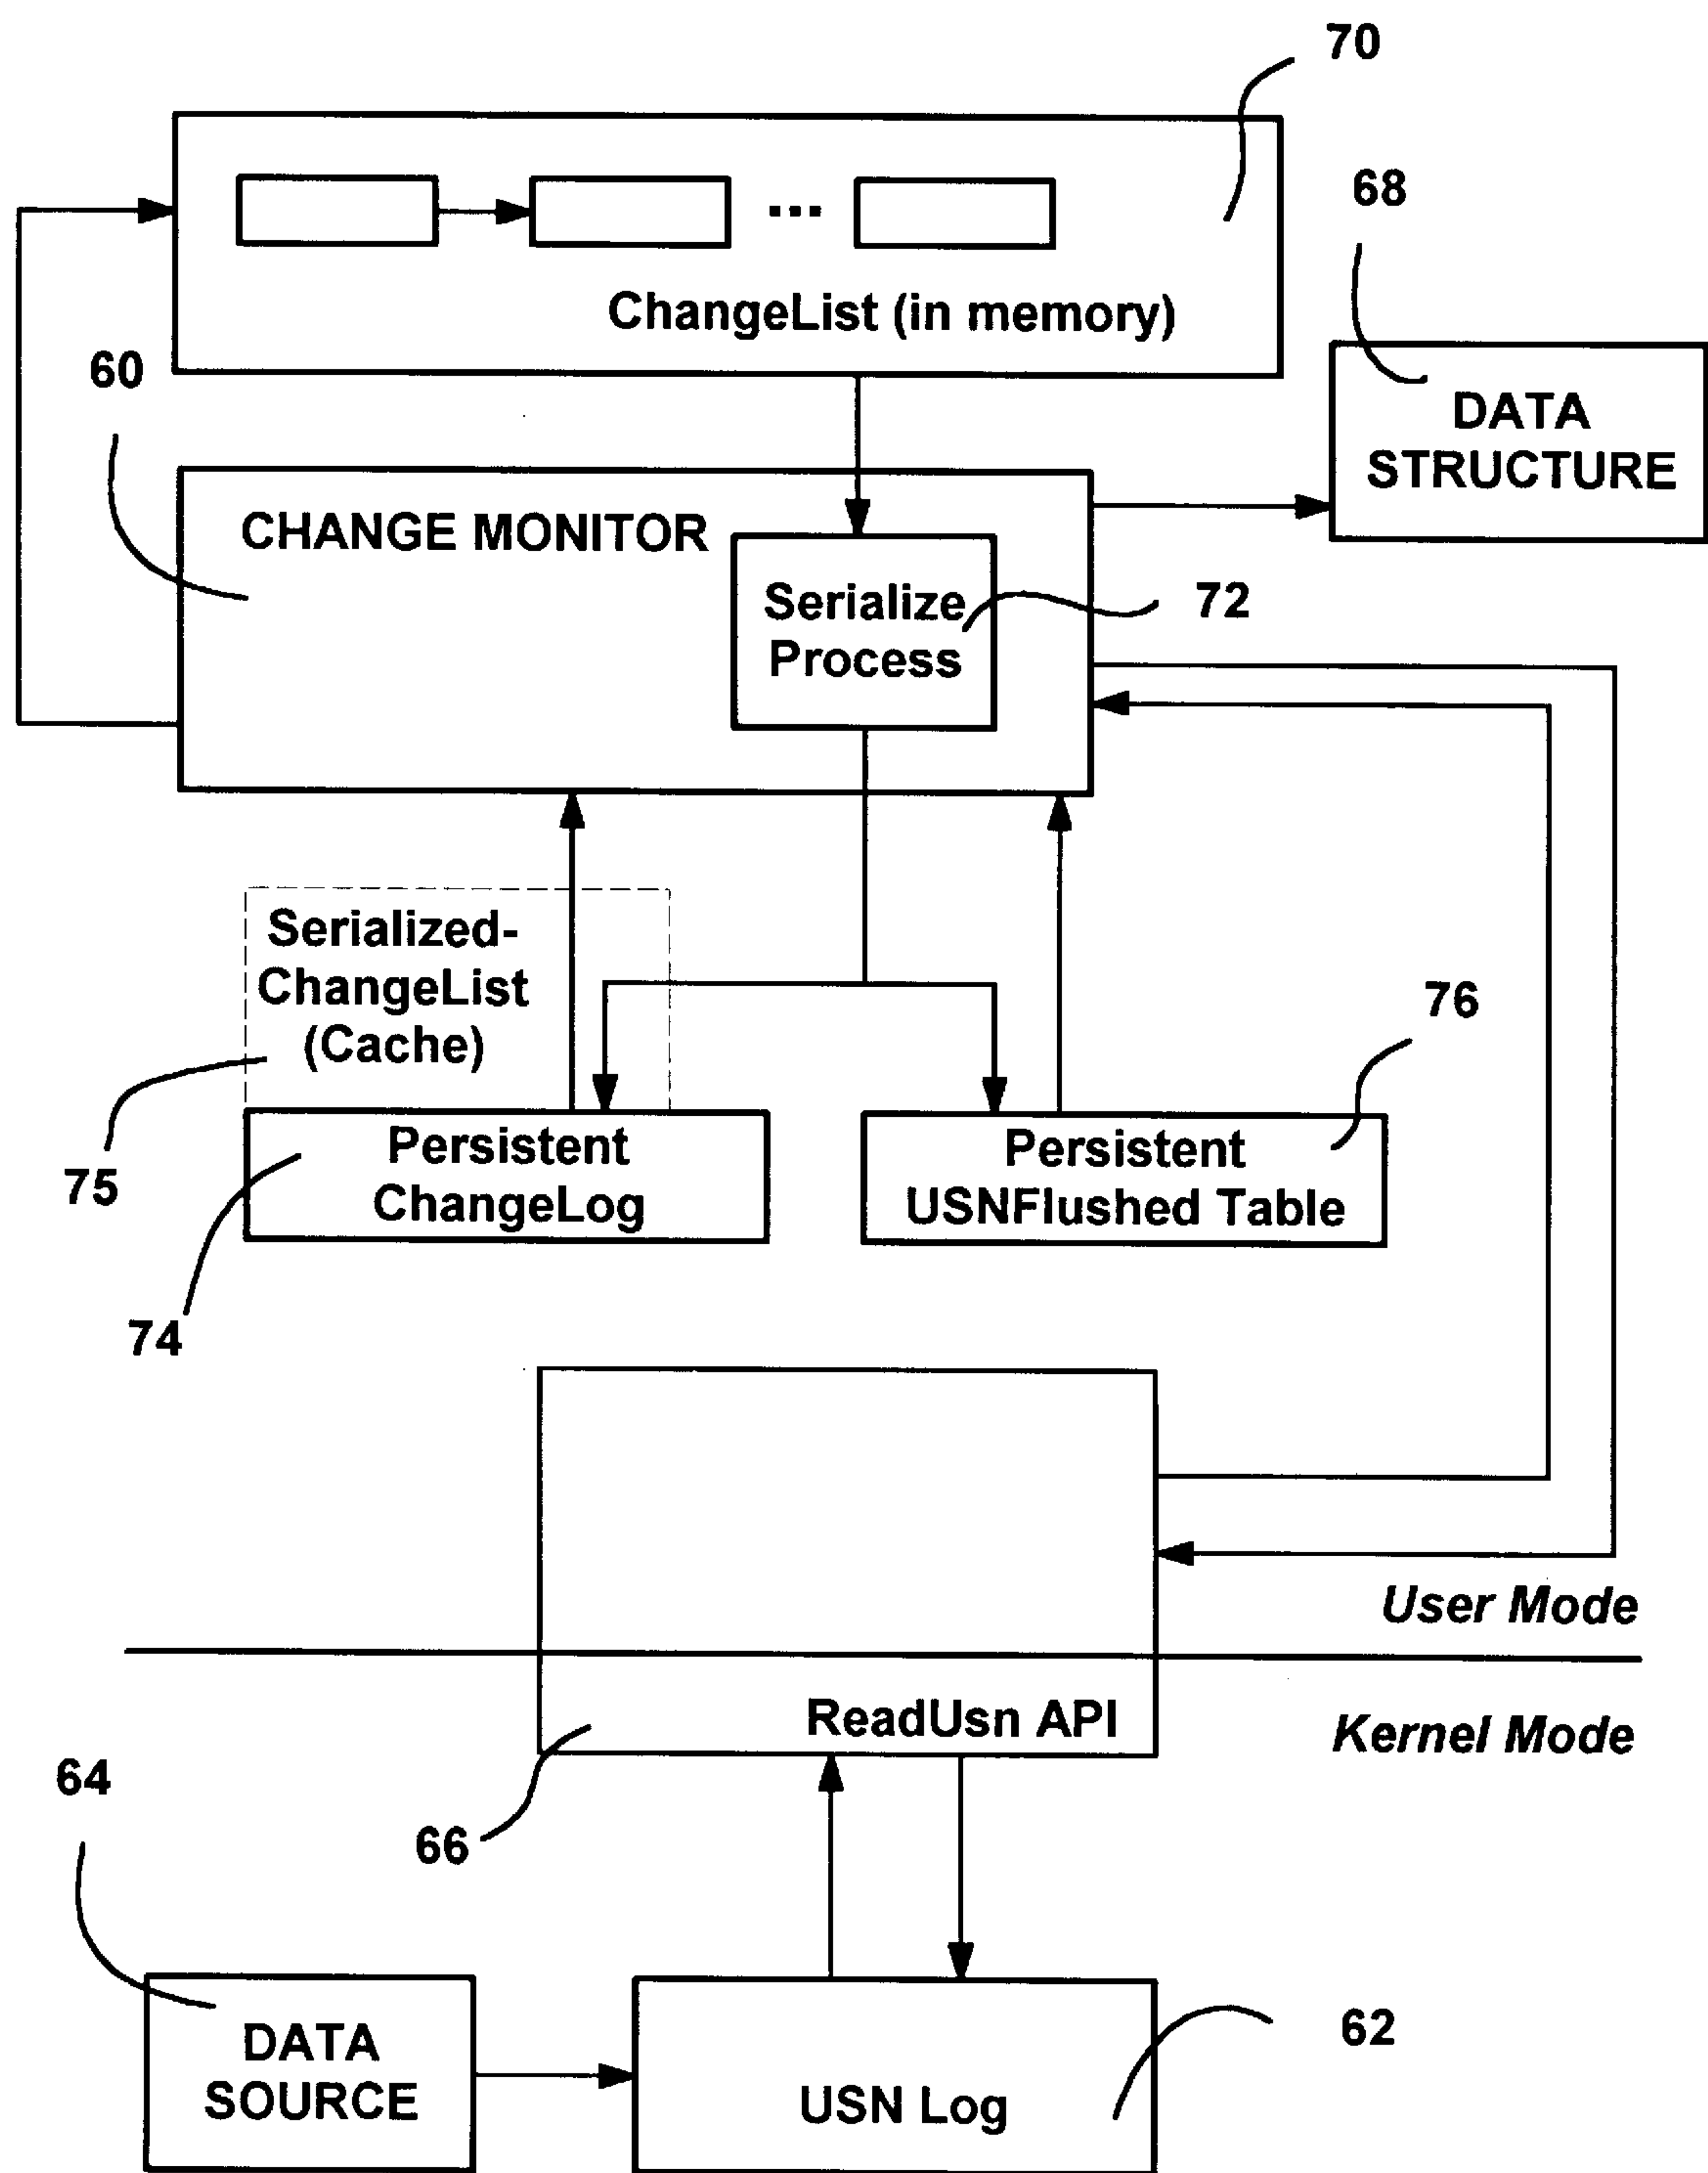 70
68
ChangeList (in memory)
60
DATA
STRUCTURE
CHANGE MONITOR
Serialize
Process
72
Serialized-
ChangeList
(Cache)
76
75
Persistent
ChangeLog
Persistent
USNFlushed Table
74
User Mode
ReadUsn API
Kernel Mode
64
66
DATA
SOURCE
62
USN Log